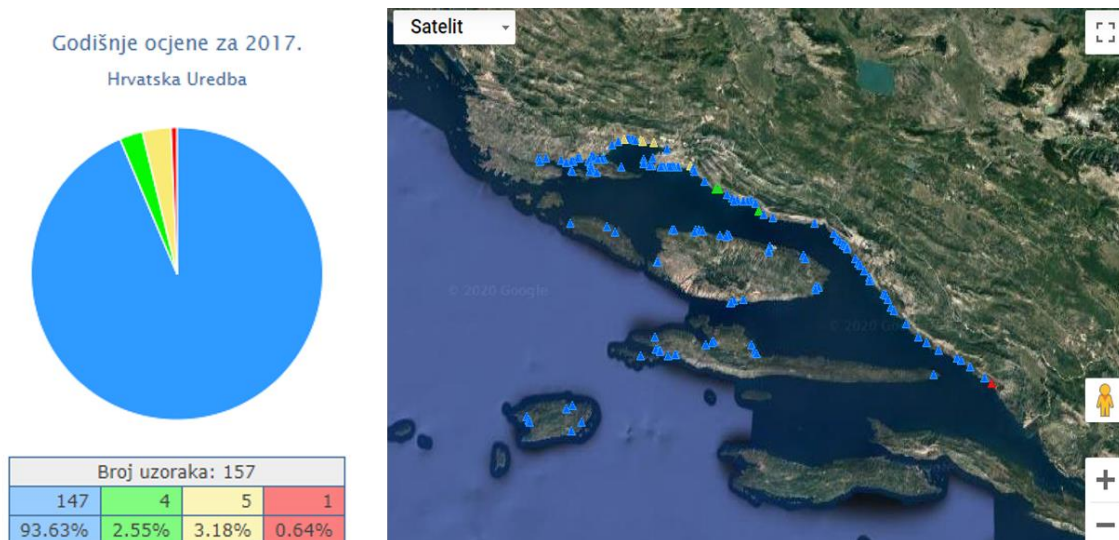 Godišnje ocjene za 2017.
Hrvatska Uredba
Broj uzoraka: 157
147 4 5 1
93.63% 2.55% 3.18% 0.64%
Satelit
© 2020 Google
© 2020 Google